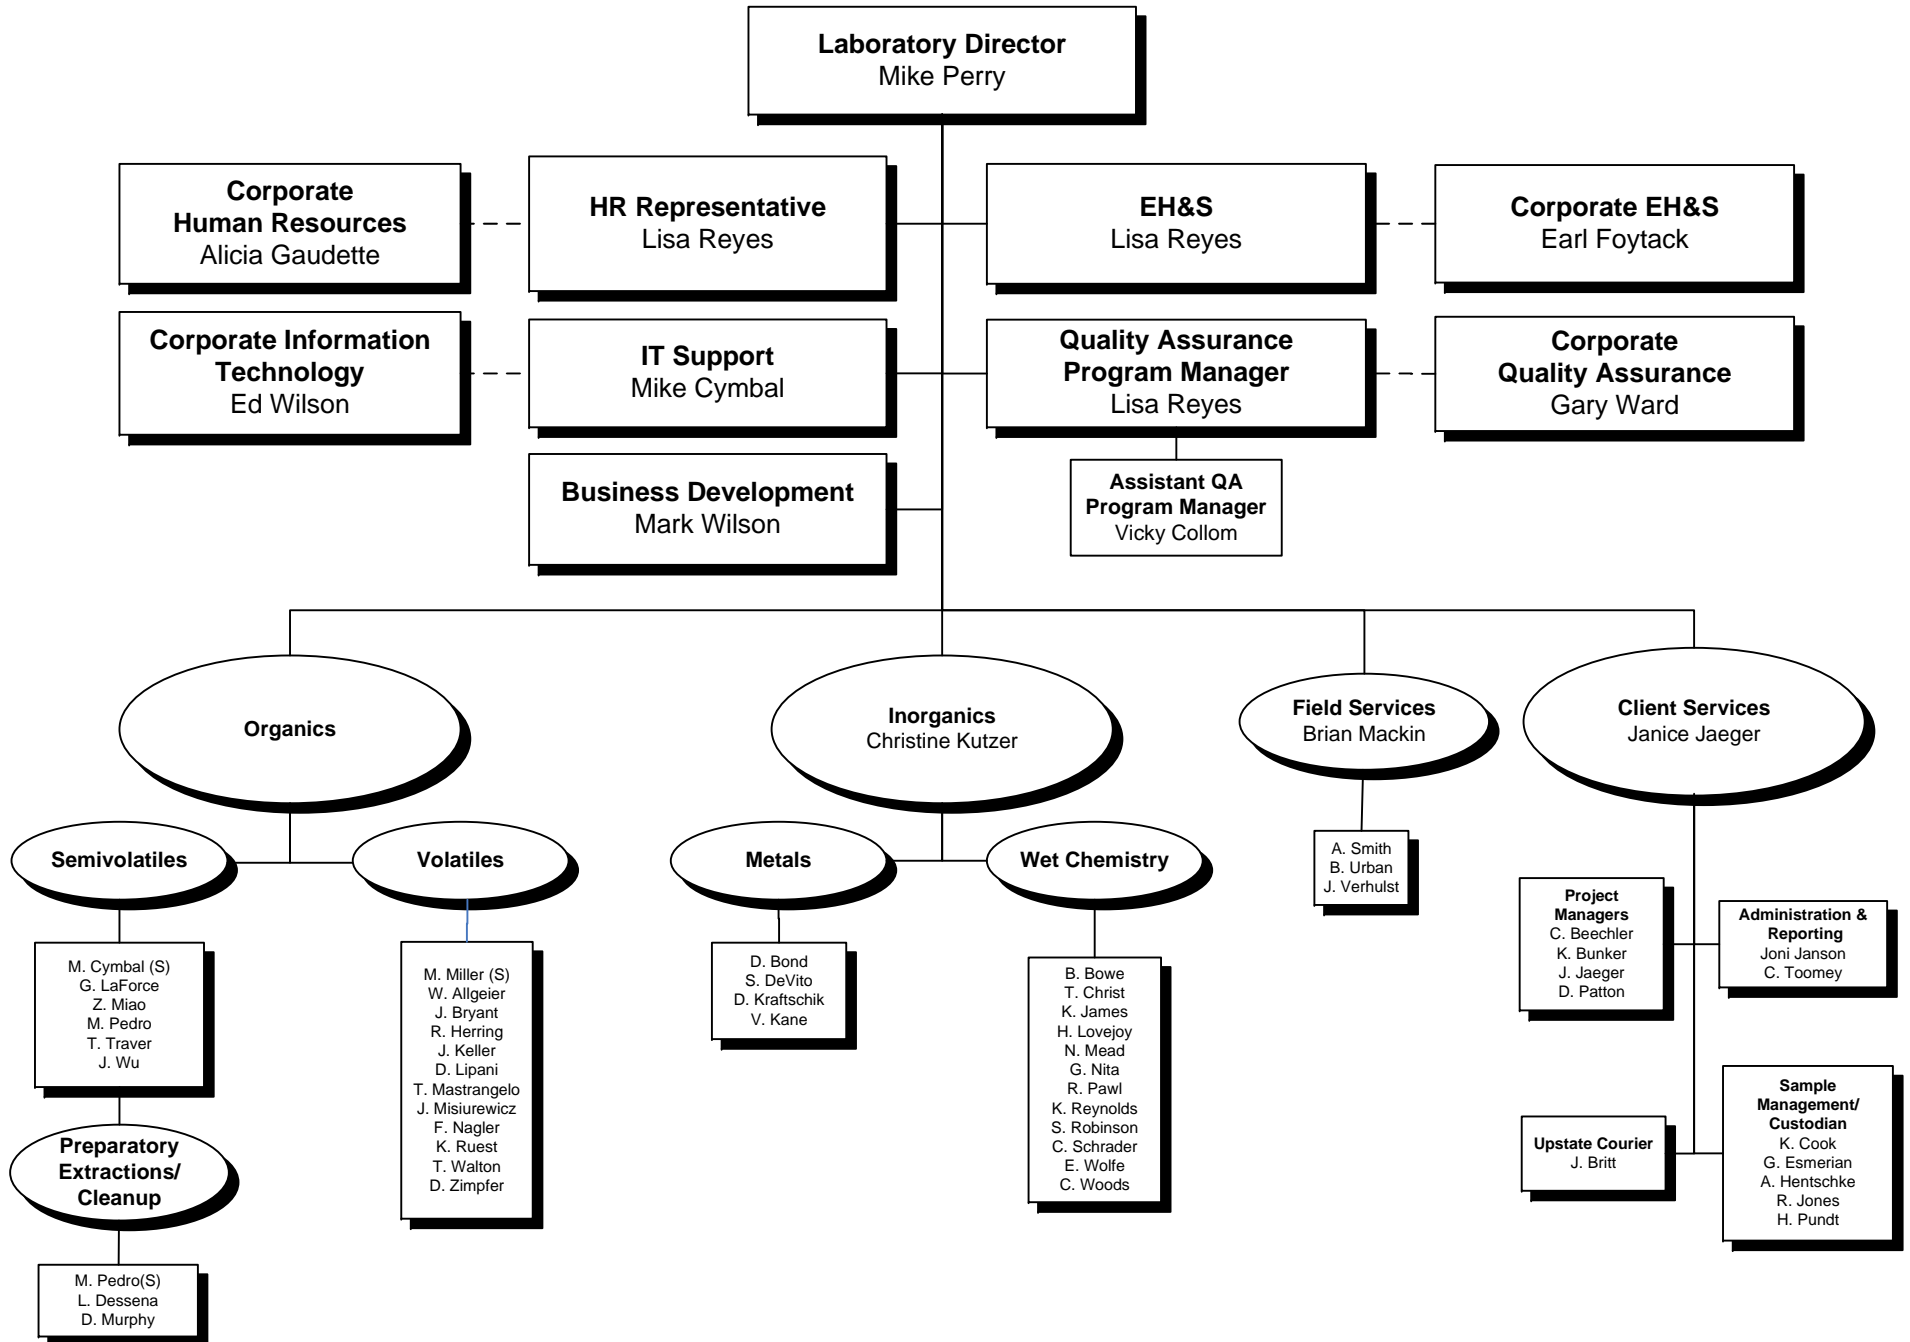 Laboratory Director
Mike Perry
Corporate
Human Resources
Alicia Gaudette
HR Representative
Lisa Reyes
EH&S
Lisa Reyes
Corporate EH&S
Earl Foytack
Corporate Information
Technology
Ed Wilson
IT Support
Mike Cymbal
Quality Assurance
Program Manager
Lisa Reyes
Corporate
Quality Assurance
Gary Ward
Business Development
Mark Wilson
Assistant QA
Program Manager
Vicky Collom
Organics
Inorganics
Christine Kutzer
Field Services
Brian Mackin
Client Services
Janice Jaeger
Semivolatiles
Volatiles
Metals
Wet Chemistry
M. Cymbal (S)
G. LaForce
Z. Miao
M. Pedro
T. Traver
J. Wu
Preparatory
Extractions/
Cleanup
M. Pedro(S)
L. Dessena
D. Murphy
M. Miller (S)
W. Allgeier
J. Bryant
R. Herring
J. Keller
D. Lipani
T. Mastrangelo
J. Misiurewicz
F. Nagler
K. Ruest
T. Walton
D. Zimpfer
D. Bond
S. DeVito
D. Kraftschik
V. Kane
B. Bowe
T. Christ
K. James
H. Lovejoy
N. Mead
G. Nita
R. Pawl
K. Reynolds
S. Robinson
C. Schrader
E. Wolfe
C. Woods
A. Smith
B. Urban
J. Verhulst
Project
Managers
C. Beechler
K. Bunker
J. Jaeger
D. Patton
Administration &
Reporting
Joni Janson
C. Toomey
Upstate Courier
J. Britt
Sample
Management/
Custodian
K. Cook
G. Esmerian
A. Hentschke
R. Jones
H. Pundt